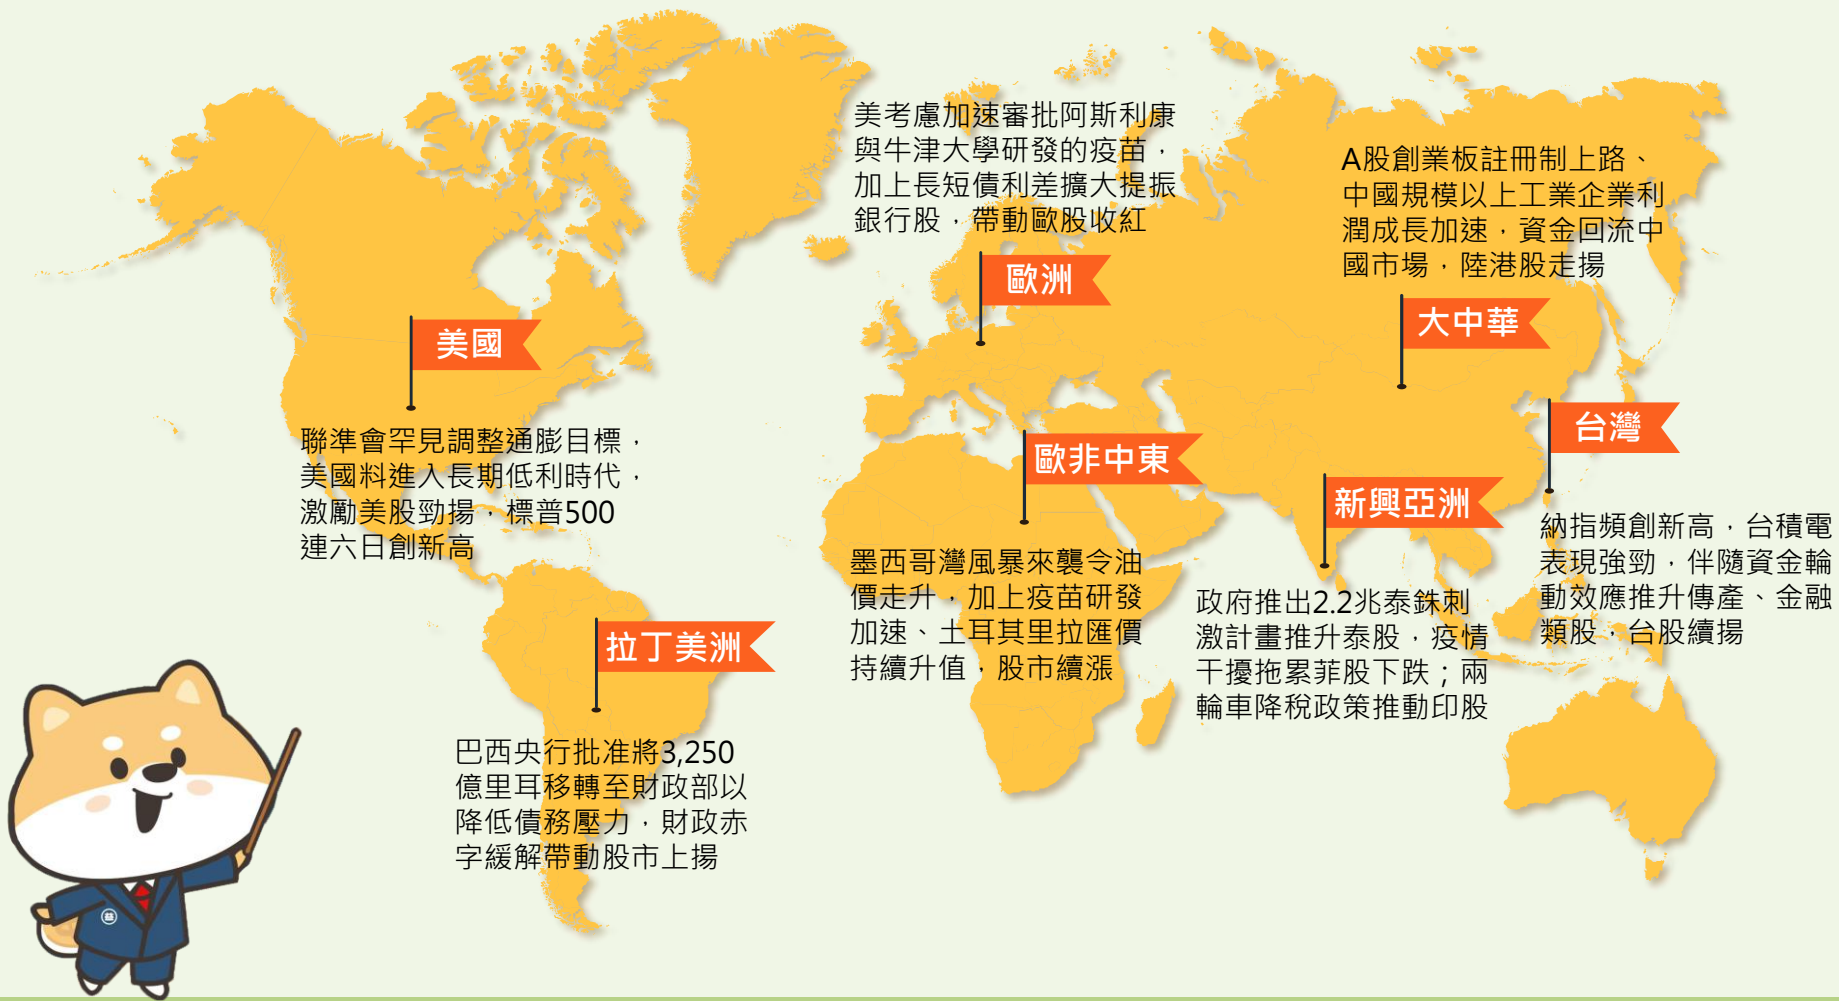 美國
聯準會罕見調整通膨目標，
美國料進入長期低利時代，
激勵美股勁揚，標普500
連六日創新高
拉丁美洲
巴西央行批准將3,250
億里耳移轉至財政部以
降低債務壓力，財政赤
字緩解帶動股市上揚
美考慮加速審批阿斯利康
與牛津大學研發的疫苗，
加上長短債利差擴大提振
銀行股，帶動歐股收紅
歐洲
歐非中東
墨西哥灣風暴來襲令油
價走升，加上疫苗研發
加速、土耳其里拉匯價
持續升值，股市續漲
A股創業板註冊制上路、
中國規模以上工業企業利
潤成長加速，資金回流中
國市場，陸港股走揚
大中華
新興亞洲
政府推出2.2兆泰銖刺
激計畫推升泰股，疫情
干擾拖累菲股下跌；兩
輪車降稅政策推動印股
台灣
納指頻創新高，台積電
表現強勁，伴隨資金輪
動效應推升傳產、金融
類股，台股續揚